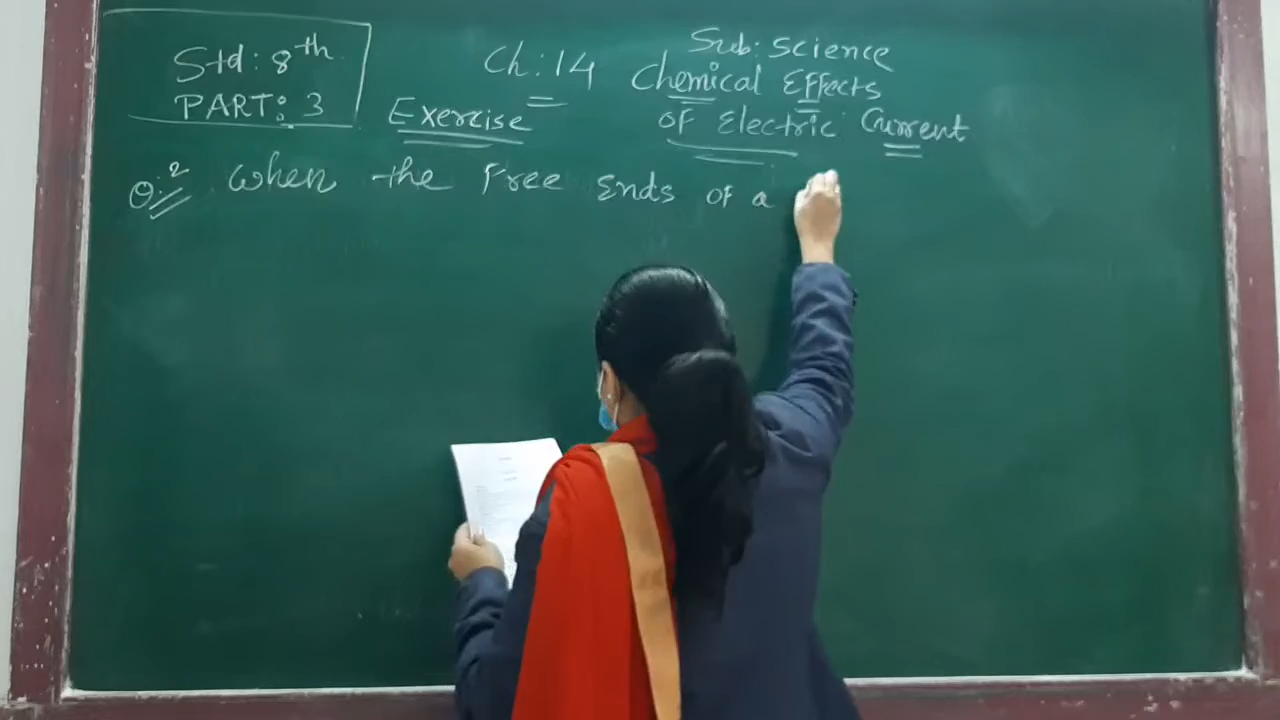 Std: 8th
PART: 3
Ch: 14
Sub: Science
Chemical Effects
of Electric Current
Exercise
Q:2 When the Free Ends of a